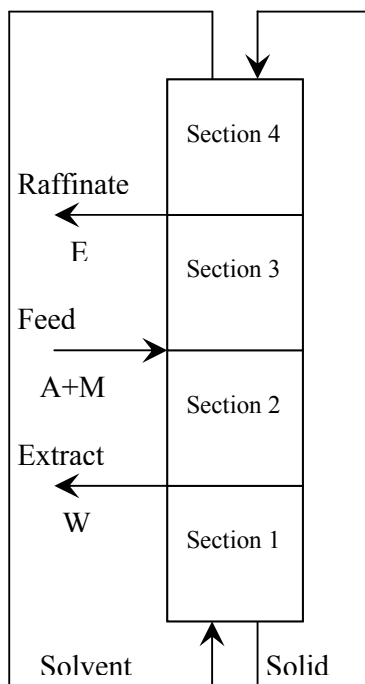 Section 4
Raffinate
E
Section 3
Feed
A+M
Section 2
Extract
W
Section 1
Solvent
Solid